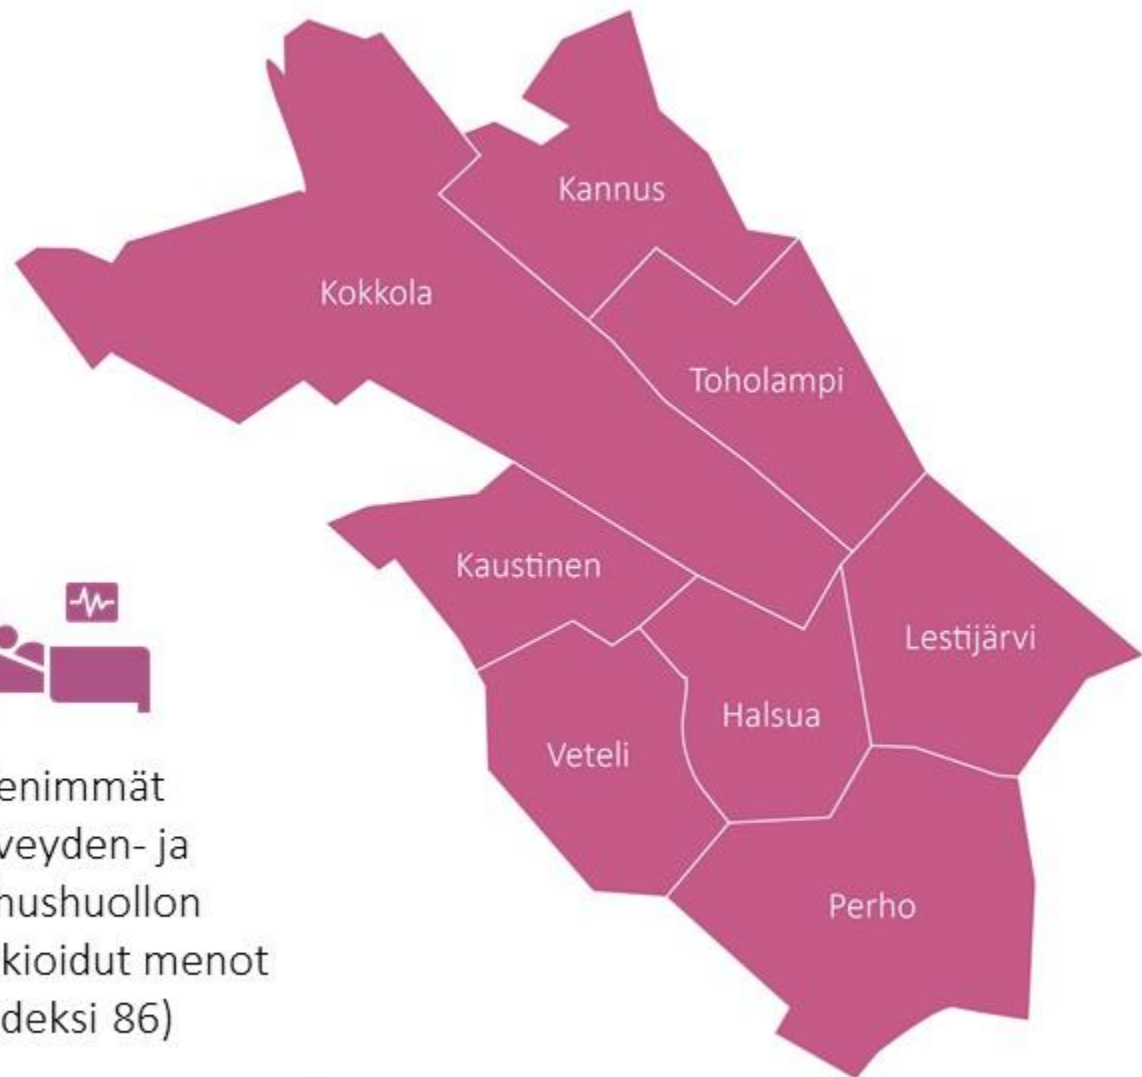 Kannus
Kokkola
Toholampi
Kaustinen
Lestijärvi
Halsua
Veteli
Perho
enimmät
veyden- ja
hushuollon
kioidut menot
deksi 86)